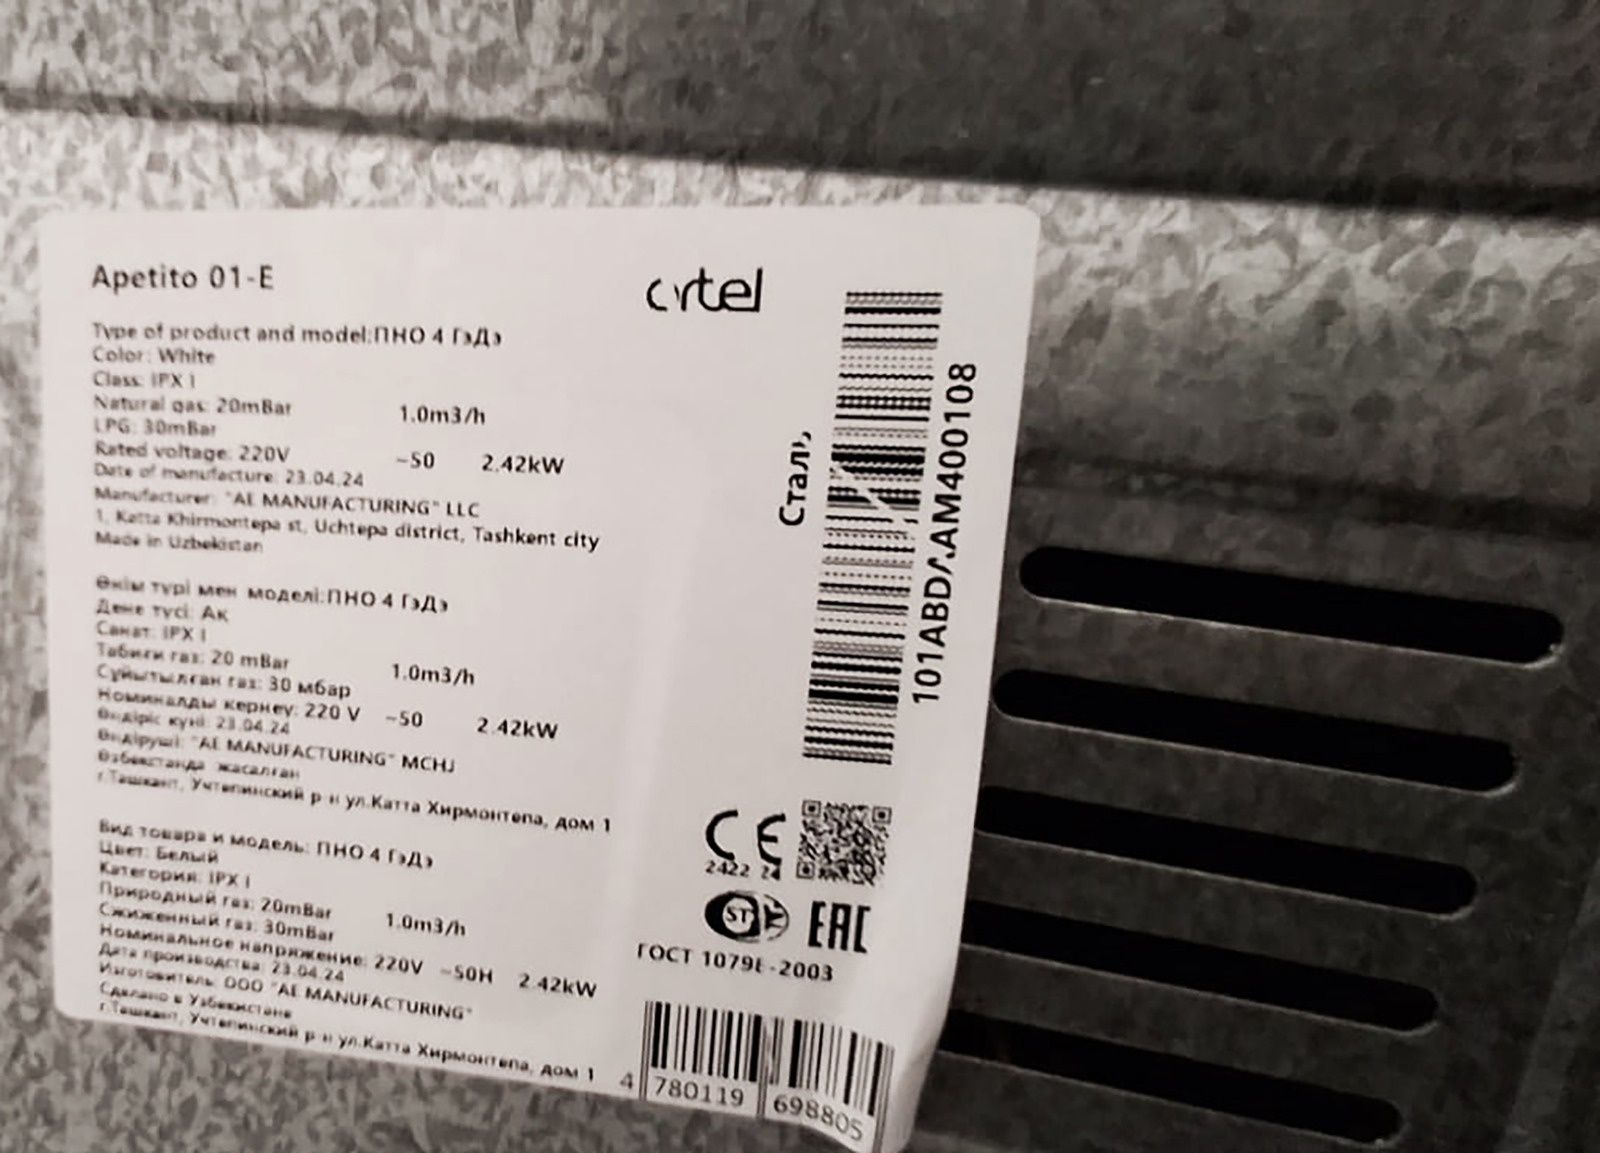 Apetito 01-E
artel
Type of product and model:ПНО 4 ГэДэ
Color: White
Class: IPX I
Natural gas: 20mBar 1.0m3/h
LPG: 30mBar
Rated voltage: 220V ~50 2.42kW
Date of manufacture: 23.04.24
Manufacturer: "AE MANUFACTURING" LLC
1, Katta Khirmontepa st, Uchtepa district, Tashkent city
Made in Uzbekistan
Өнім түрі мен моделі:ПНО 4 ГэДэ
Дене түсі: Ак
Санат: IPX I
Табиғи газ: 20 mBar 1.0m3/h
Сұйытылған газ: 30 мбар
Номиналды кернеу: 220 V ~50 2.42kW
Өндіріс күні: 23.04.24
Өндіруші: "AE MANUFACTURING" MCHJ
Өзбекстанда жасалған
г.Ташкент, Учтепинский р-н ул.Катта Хирмонтепа, дом 1
Вид товара и модель: ПНО 4 ГэДэ
Цвет: Белый
Категория: IPX I
Природный газ: 20mBar 1.0m3/h
Сжиженный газ: 30mBar
Номинальное напряжение: 220V ~50H 2.42kW
Дата производства: 23.04.24
Изготовитель: ООО "AE MANUFACTURING"
Сделано в Узбекистане
г.Ташкент, Учтепинский р-н ул.Катта Хирмонтепа, дом 1
Сталь,
CE
2422 24
ST
EAC
ГОСТ 10798-2003
4 780119 698805